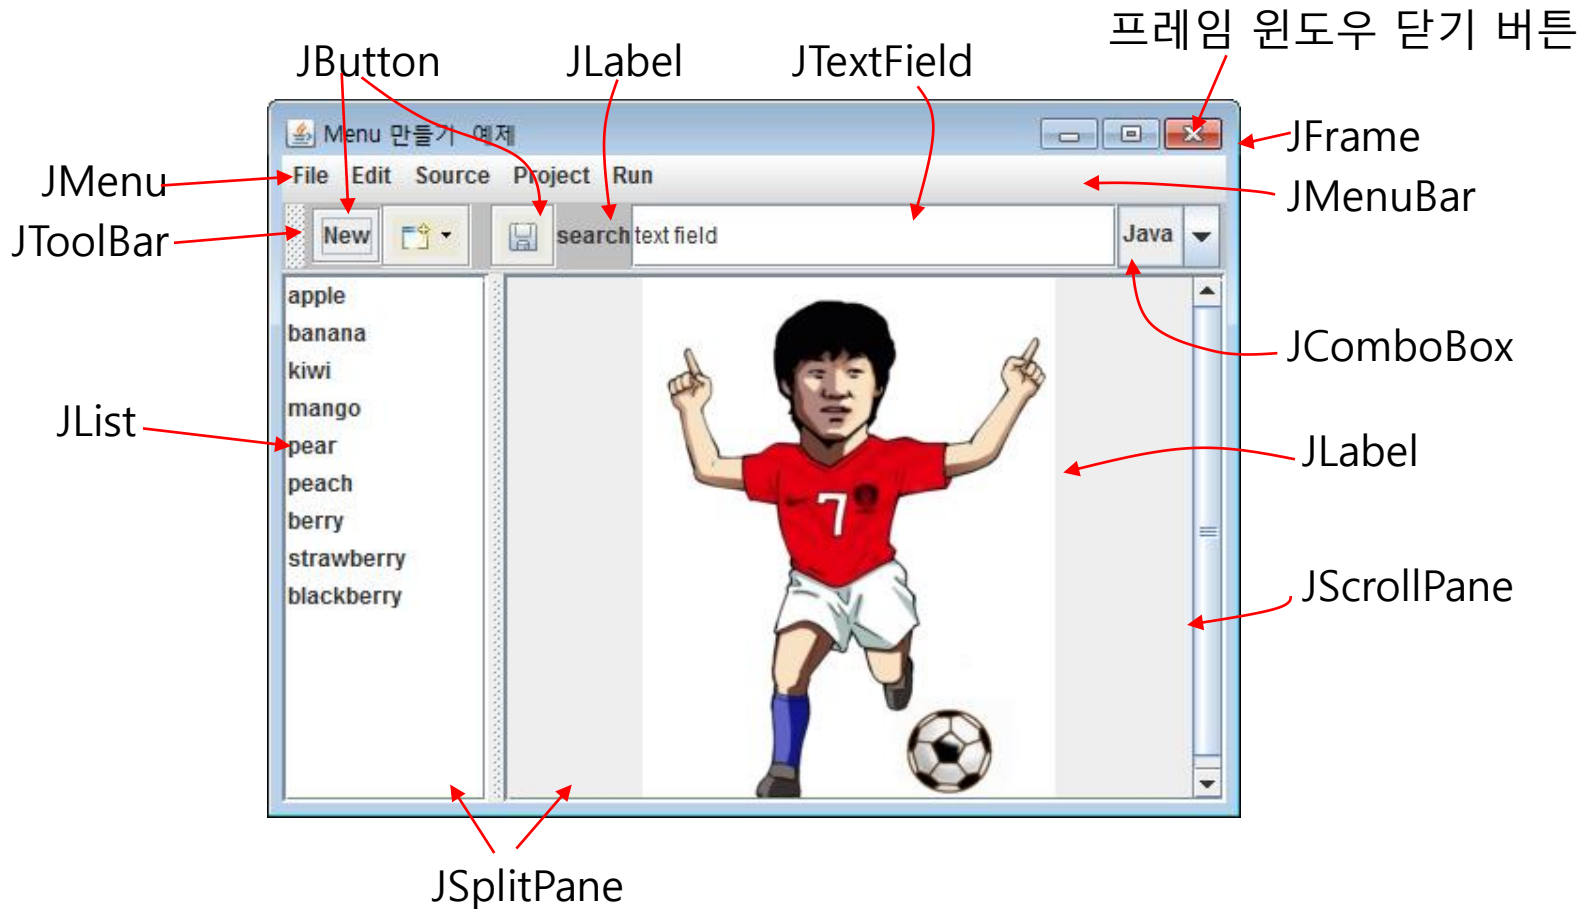 프레임 윈도우 닫기 버튼
JButton
JLabel
JTextField
Menu 만들기 예제
JFrame
JMenu
File Edit Source Project Run
JMenuBar
JToolBar
New
search
text field
Java
apple
banana
kiwi
mango
pear
peach
berry
strawberry
blackberry
JList
7
JComboBox
JLabel
JScrollPane
JSplitPane